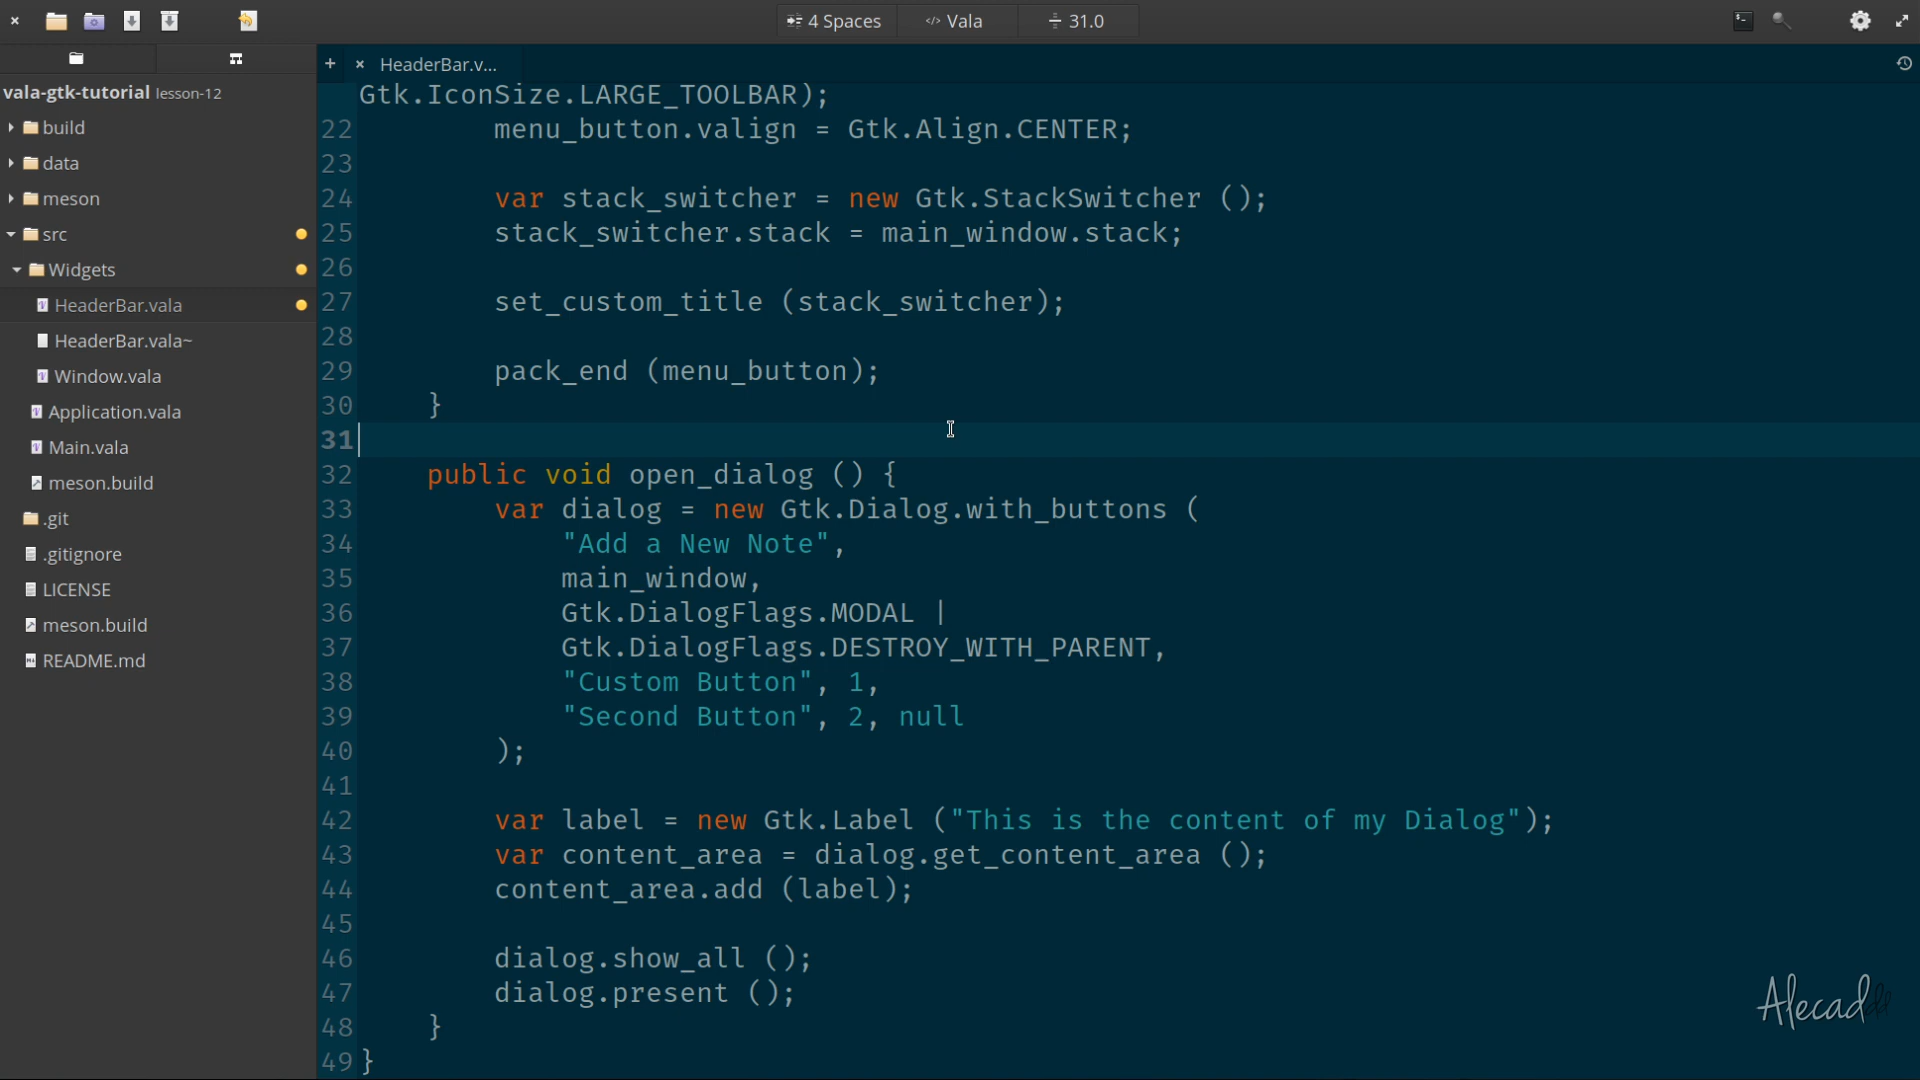 4 Spaces
</> Vala
31.0
vala-gtk-tutorial lesson-12
build
data
meson
src
Widgets
HeaderBar.vala
HeaderBar.vala~
Window.vala
Application.vala
Main.vala
meson.build
.git
.gitignore
LICENSE
meson.build
README.md
+ × HeaderBar.v...
Gtk.IconSize.LARGE_TOOLBAR);
22 menu_button.valign = Gtk.Align.CENTER;
23
24 var stack_switcher = new Gtk.StackSwitcher ();
25 stack_switcher.stack = main_window.stack;
26
27 set_custom_title (stack_switcher);
28
29 pack_end (menu_button);
30 }
31
32 public void open_dialog () {
33 var dialog = new Gtk.Dialog.with_buttons (
34 "Add a New Note",
35 main_window,
36 Gtk.DialogFlags.MODAL |
37 Gtk.DialogFlags.DESTROY_WITH_PARENT,
38 "Custom Button", 1,
39 "Second Button", 2, null
40 );
41
42 var label = new Gtk.Label ("This is the content of my Dialog");
43 var content_area = dialog.get_content_area ();
44 content_area.add (label);
45
46 dialog.show_all ();
47 dialog.present ();
48 }
49 }
Alecaddd